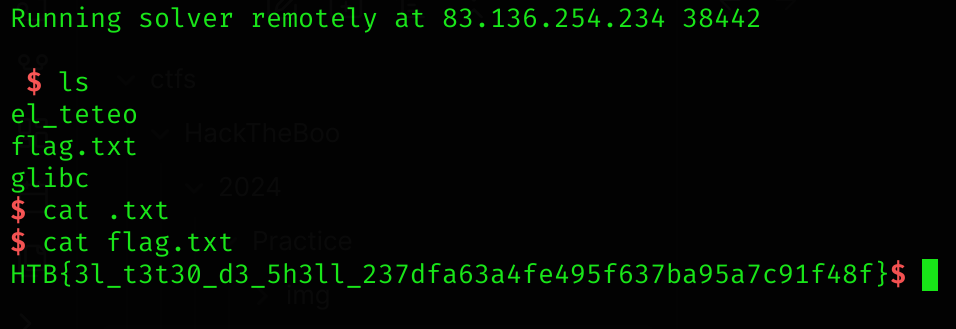 Running solver remotely at 83.136.254.234 38442
$ ls
el_teteo
flag.txt
glibc
$ cat .txt
$ cat flag.txt
HTB{3l_t3t30_d3_5h3ll_237dfa63a4fe495f637ba95a7c91f48f}$
ctfs
HackTheBoo
2024
Practice
img